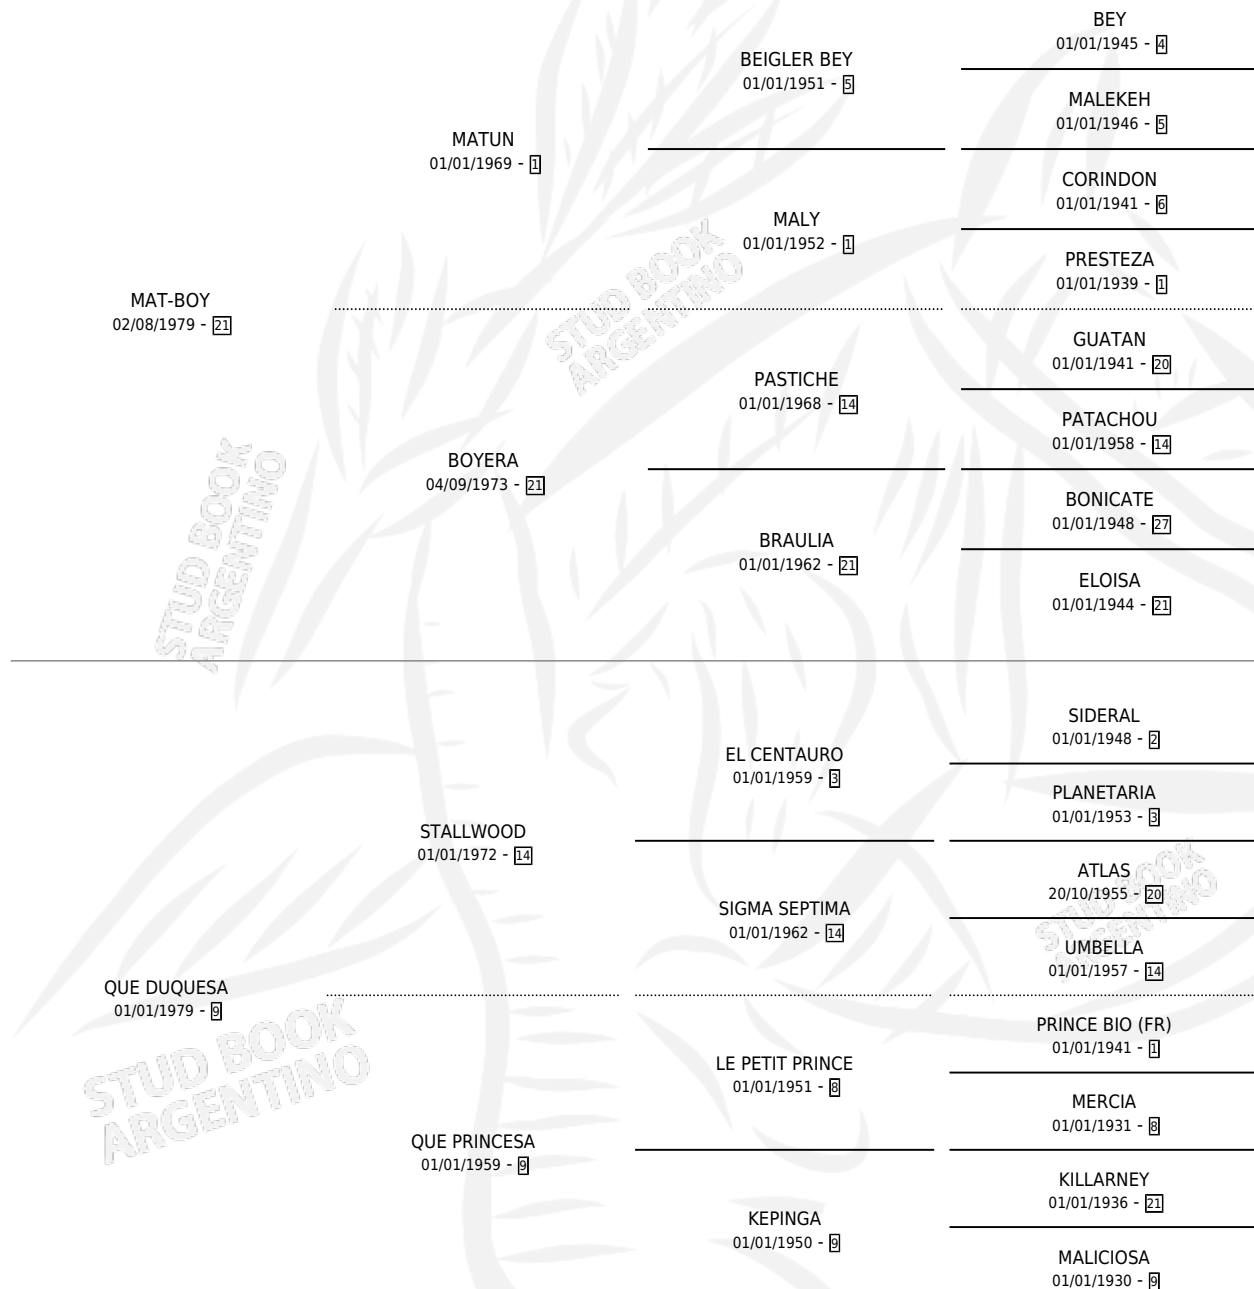 BEY
01/01/1945 - 4
BEIGLER BEY
01/01/1951 - 5
MALEKEH
01/01/1946 - 5
MATUN
01/01/1969 - 1
CORINDON
01/01/1941 - 6
MALY
01/01/1952 - 1
PRESTEZA
01/01/1939 - 1
MAT-BOY
02/08/1979 - 21
GUATAN
01/01/1941 - 20
PASTICHE
01/01/1968 - 14
PATACHOU
01/01/1958 - 14
BOYERA
04/09/1973 - 21
BONICATE
01/01/1948 - 27
BRAULIA
01/01/1962 - 21
ELOISA
01/01/1944 - 21
SIDERAL
01/01/1948 - 2
EL CENTAURO
01/01/1959 - 3
PLANETARIA
01/01/1953 - 3
STALLWOOD
01/01/1972 - 14
ATLAS
20/10/1955 - 20
SIGMA SEPTIMA
01/01/1962 - 14
UMBELLA
01/01/1957 - 14
QUE DUQUESA
01/01/1979 - 9
PRINCE BIO (FR)
01/01/1941 - 1
LE PETIT PRINCE
01/01/1951 - 8
MERCIA
01/01/1931 - 8
QUE PRINCESA
01/01/1959 - 9
KILLARNEY
01/01/1936 - 21
KEPINGA
01/01/1950 - 9
MALICIOSA
01/01/1930 - 9
STUD BOOK
ARGENTINO
STUD BOOK
ARGENTINO
STUD BOOK
ARGENTINO
STUD BOOK
ARGENTINO